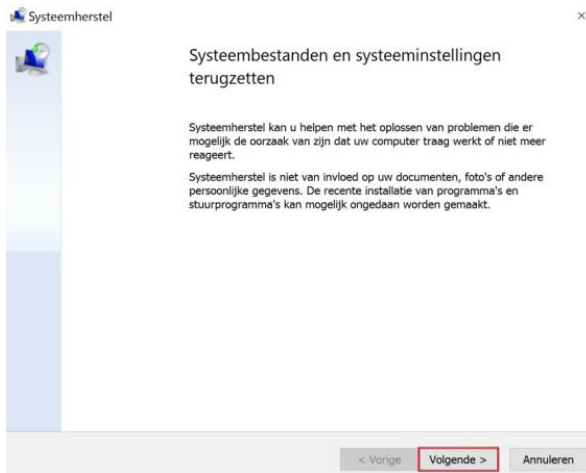 Systeemherstel
Systeembestanden en systeeminstellingen
terugzetten
Systeemherstel kan u helpen met het oplossen van problemen die er
mogelijk de oorzaak van zijn dat uw computer traag werkt of niet meer
reageert.
Systeemherstel is niet van invloed op uw documenten, foto's of andere
persoonlijke gegevens. De recente installatie van programma's en
stuurprogramma's kan mogelijk ongedaan worden gemaakt.
< Vorige Volgende > Annuleren